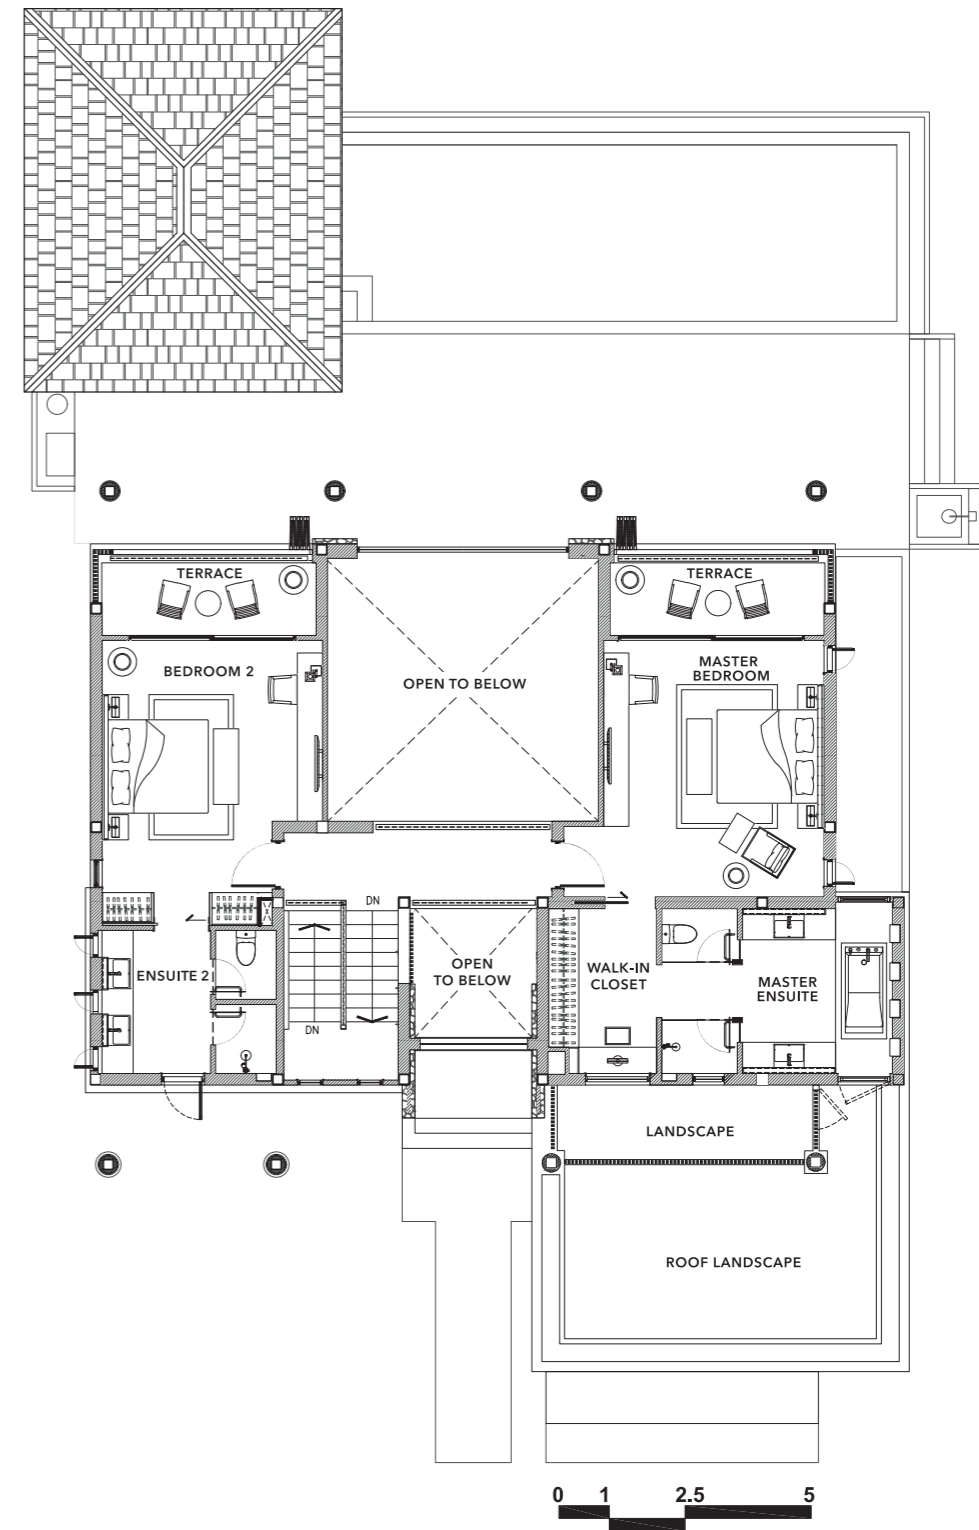 TERRACE
TERRACE
BEDROOM 2
MASTER
BEDROOM
OPEN TO BELOW
DN
ENSUITE 2
OPEN
TO BELOW
WALK-IN
CLOSET
MASTER
ENSUITE
DN
LANDSCAPE
ROOF LANDSCAPE
0 1 2.5 5